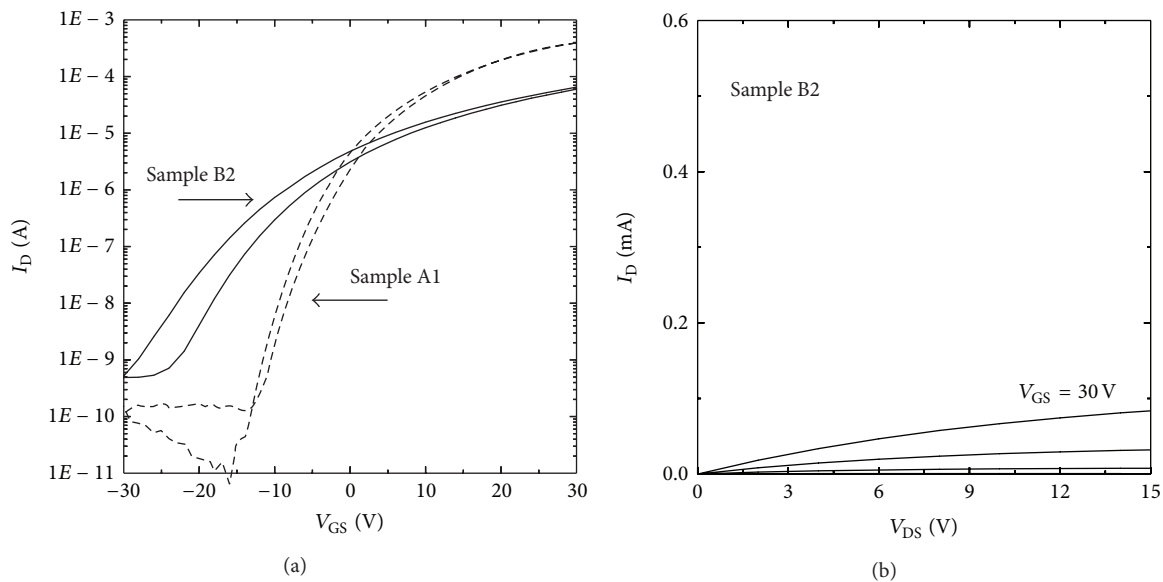 1E − 3
1E − 4
1E − 5
1E − 6
1E − 7
1E − 8
1E − 9
1E − 10
1E − 11
I_D (A)
Sample B2
Sample A1
−30 −20 −10 0 10 20 30
V_GS (V)
(a)
0.6
0.4
0.2
0.0
I_D (mA)
Sample B2
V_GS = 30 V
0 3 6 9 12 15
V_DS (V)
(b)